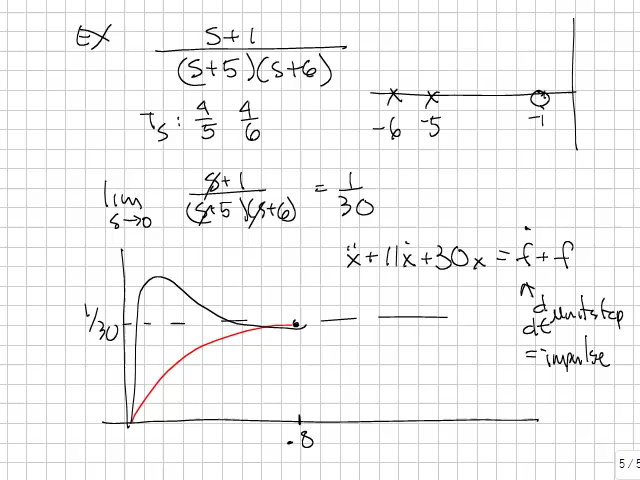 EX
s+1
(s+5)(s+6)
Ts: 4/5 4/6
-6 -5 -1
lim s→0 s+1/(s+5)(s+6) = 1/30
ẍ+11ẋ+30x = ḟ+f
1/30
d/dt unit step
= impulse
.8
5 / 5